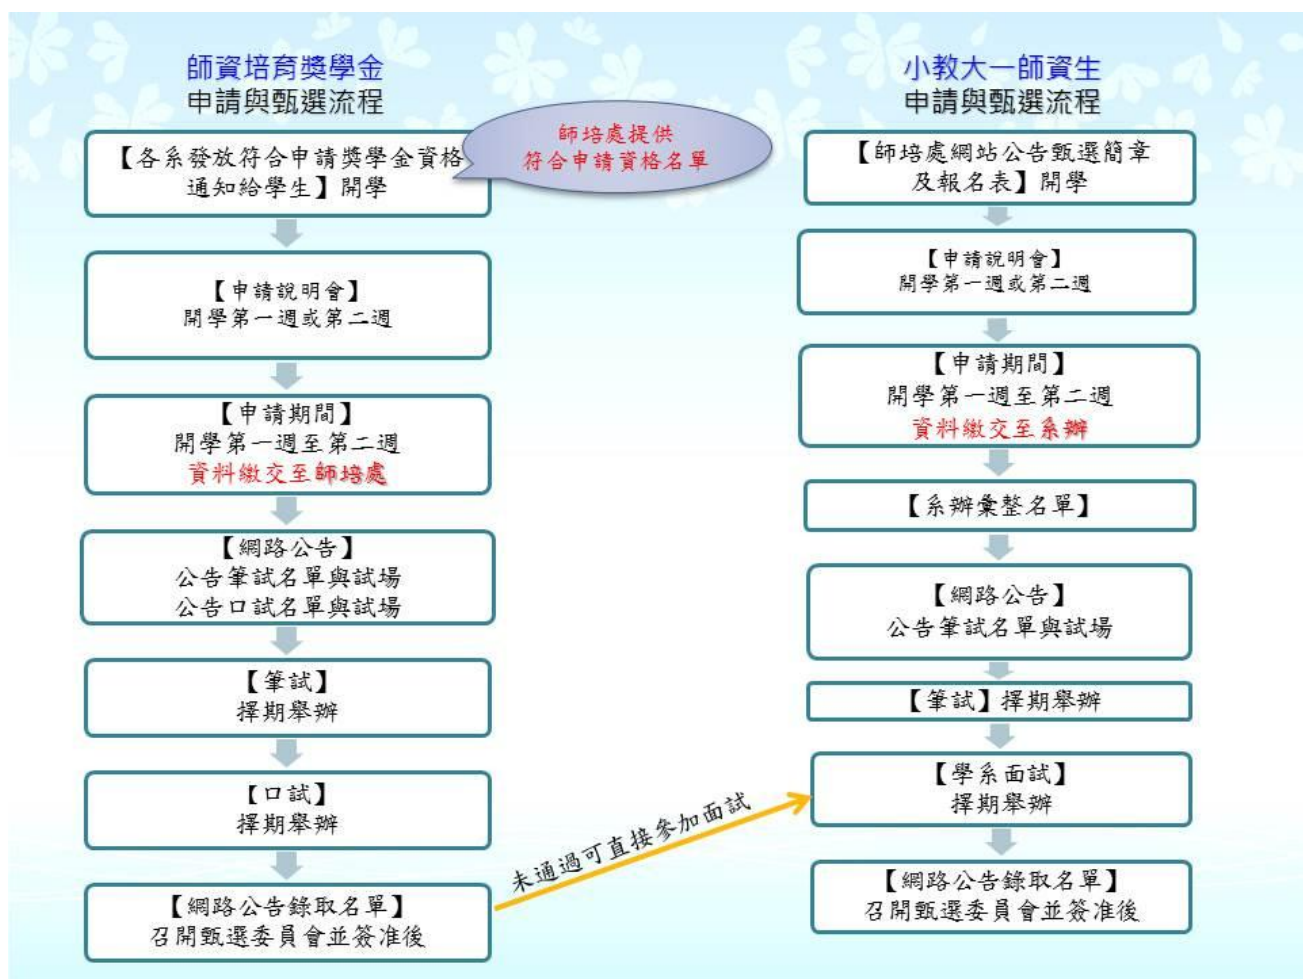 師資培育獎學金
申請與甄選流程
【各系發放符合申請獎學金資格
通知給學生】開學
師培處提供
符合申請資格名單
【申請說明會】
開學第一週或第二週
【申請期間】
開學第一週至第二週
資料繳交至師培處
【網路公告】
公告筆試名單與試場
公告口試名單與試場
【筆試】
擇期舉辦
【口試】
擇期舉辦
【網路公告錄取名單】
召開甄選委員會並簽准後
未通過可直接參加面試
小教大一師資生
申請與甄選流程
【師培處網站公告甄選簡章
及報名表】開學
【申請說明會】
開學第一週或第二週
【申請期間】
開學第一週至第二週
資料繳交至系辦
【系辦彙整名單】
【網路公告】
公告筆試名單與試場
【筆試】擇期舉辦
【學系面試】
擇期舉辦
【網路公告錄取名單】
召開甄選委員會並簽准後